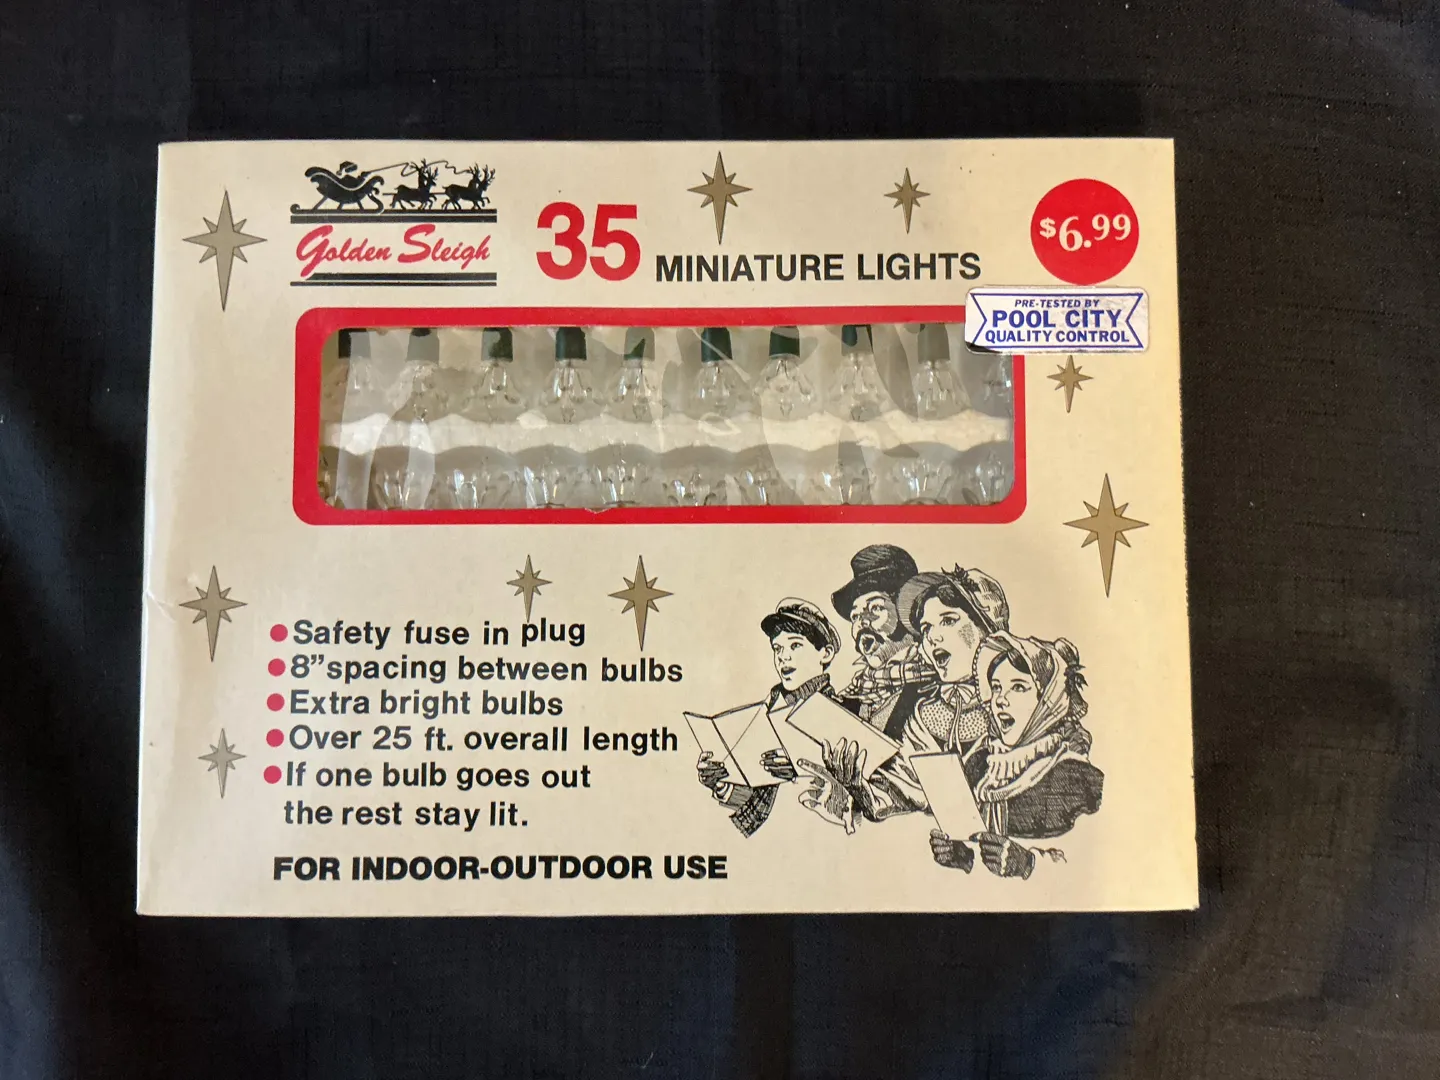 Golden Sleigh
35 MINIATURE LIGHTS
$6.99
PRE-TESTED BY
POOL CITY
QUALITY CONTROL
Safety fuse in plug
8” spacing between bulbs
Extra bright bulbs
Over 25 ft. overall length
If one bulb goes out
the rest stay lit.
FOR INDOOR-OUTDOOR USE